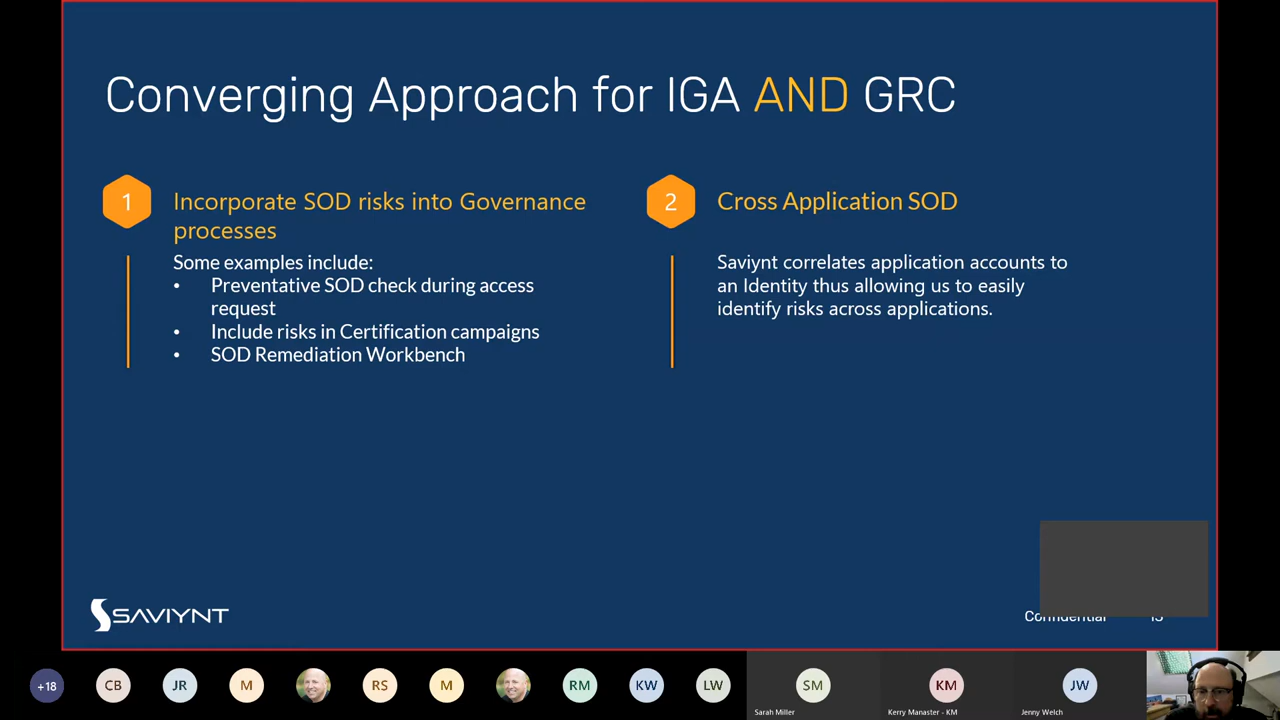 Converging Approach for IGA AND GRC
1
Incorporate SOD risks into Governance
processes
Some examples include:
• Preventative SOD check during access
request
• Include risks in Certification campaigns
• SOD Remediation Workbench
2
Cross Application SOD
Saviynt correlates application accounts to
an Identity thus allowing us to easily
identify risks across applications.
SAVIYNT
Confidential
+18
CB
JR
M
RS
M
RM
KW
LW
SM
KM
JW
Sarah Miller
Kerry Manaster - KM
Jenny Welch